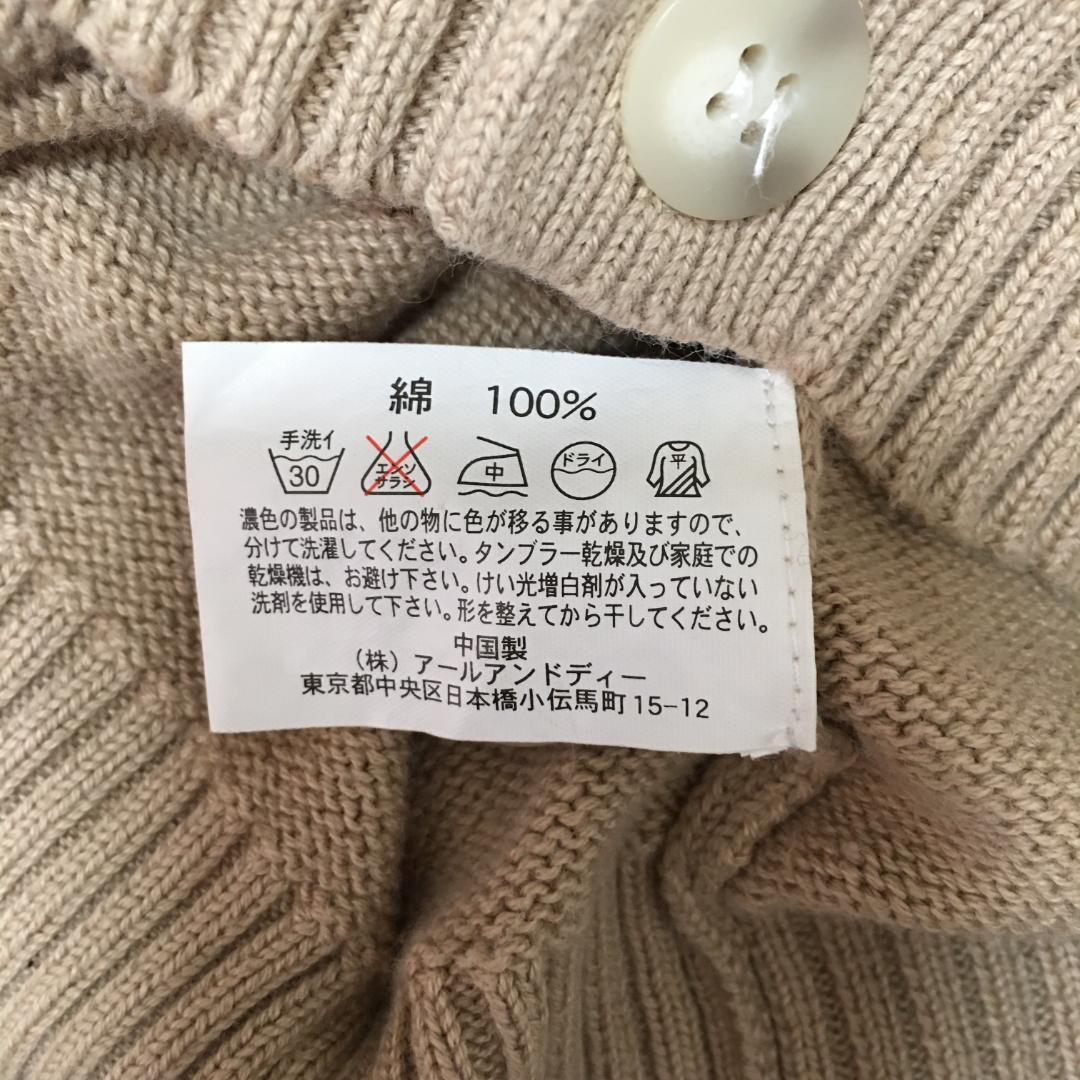 綿 100%
手洗イ
30
エンソ
サラシ
中
ドライ
平
濃色の製品は、他の物に色が移る事がありますので、
分けて洗濯してください。タンブラー乾燥及び家庭での
乾燥機は、お避け下さい。けい光増白剤が入っていない
洗剤を使用して下さい。形を整えてから干してください。
中国製
（株）アールアンドディー
東京都中央区日本橋小伝馬町15-12